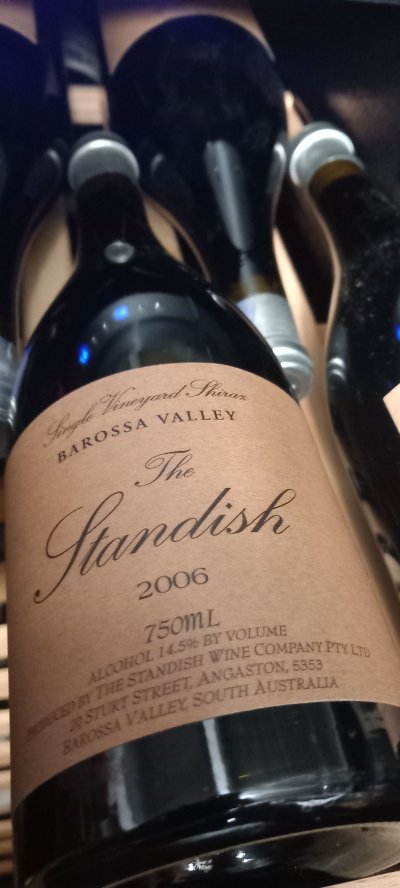 Single Vineyard Shiraz
BAROSSA VALLEY
The
Standish
2006
750ML
ALCOHOL 14.5% BY VOLUME
PRODUCED BY THE STANDISH WINE COMPANY PTY LTD
20 STURT STREET, ANGASTON, 5353
BAROSSA VALLEY, SOUTH AUSTRALIA